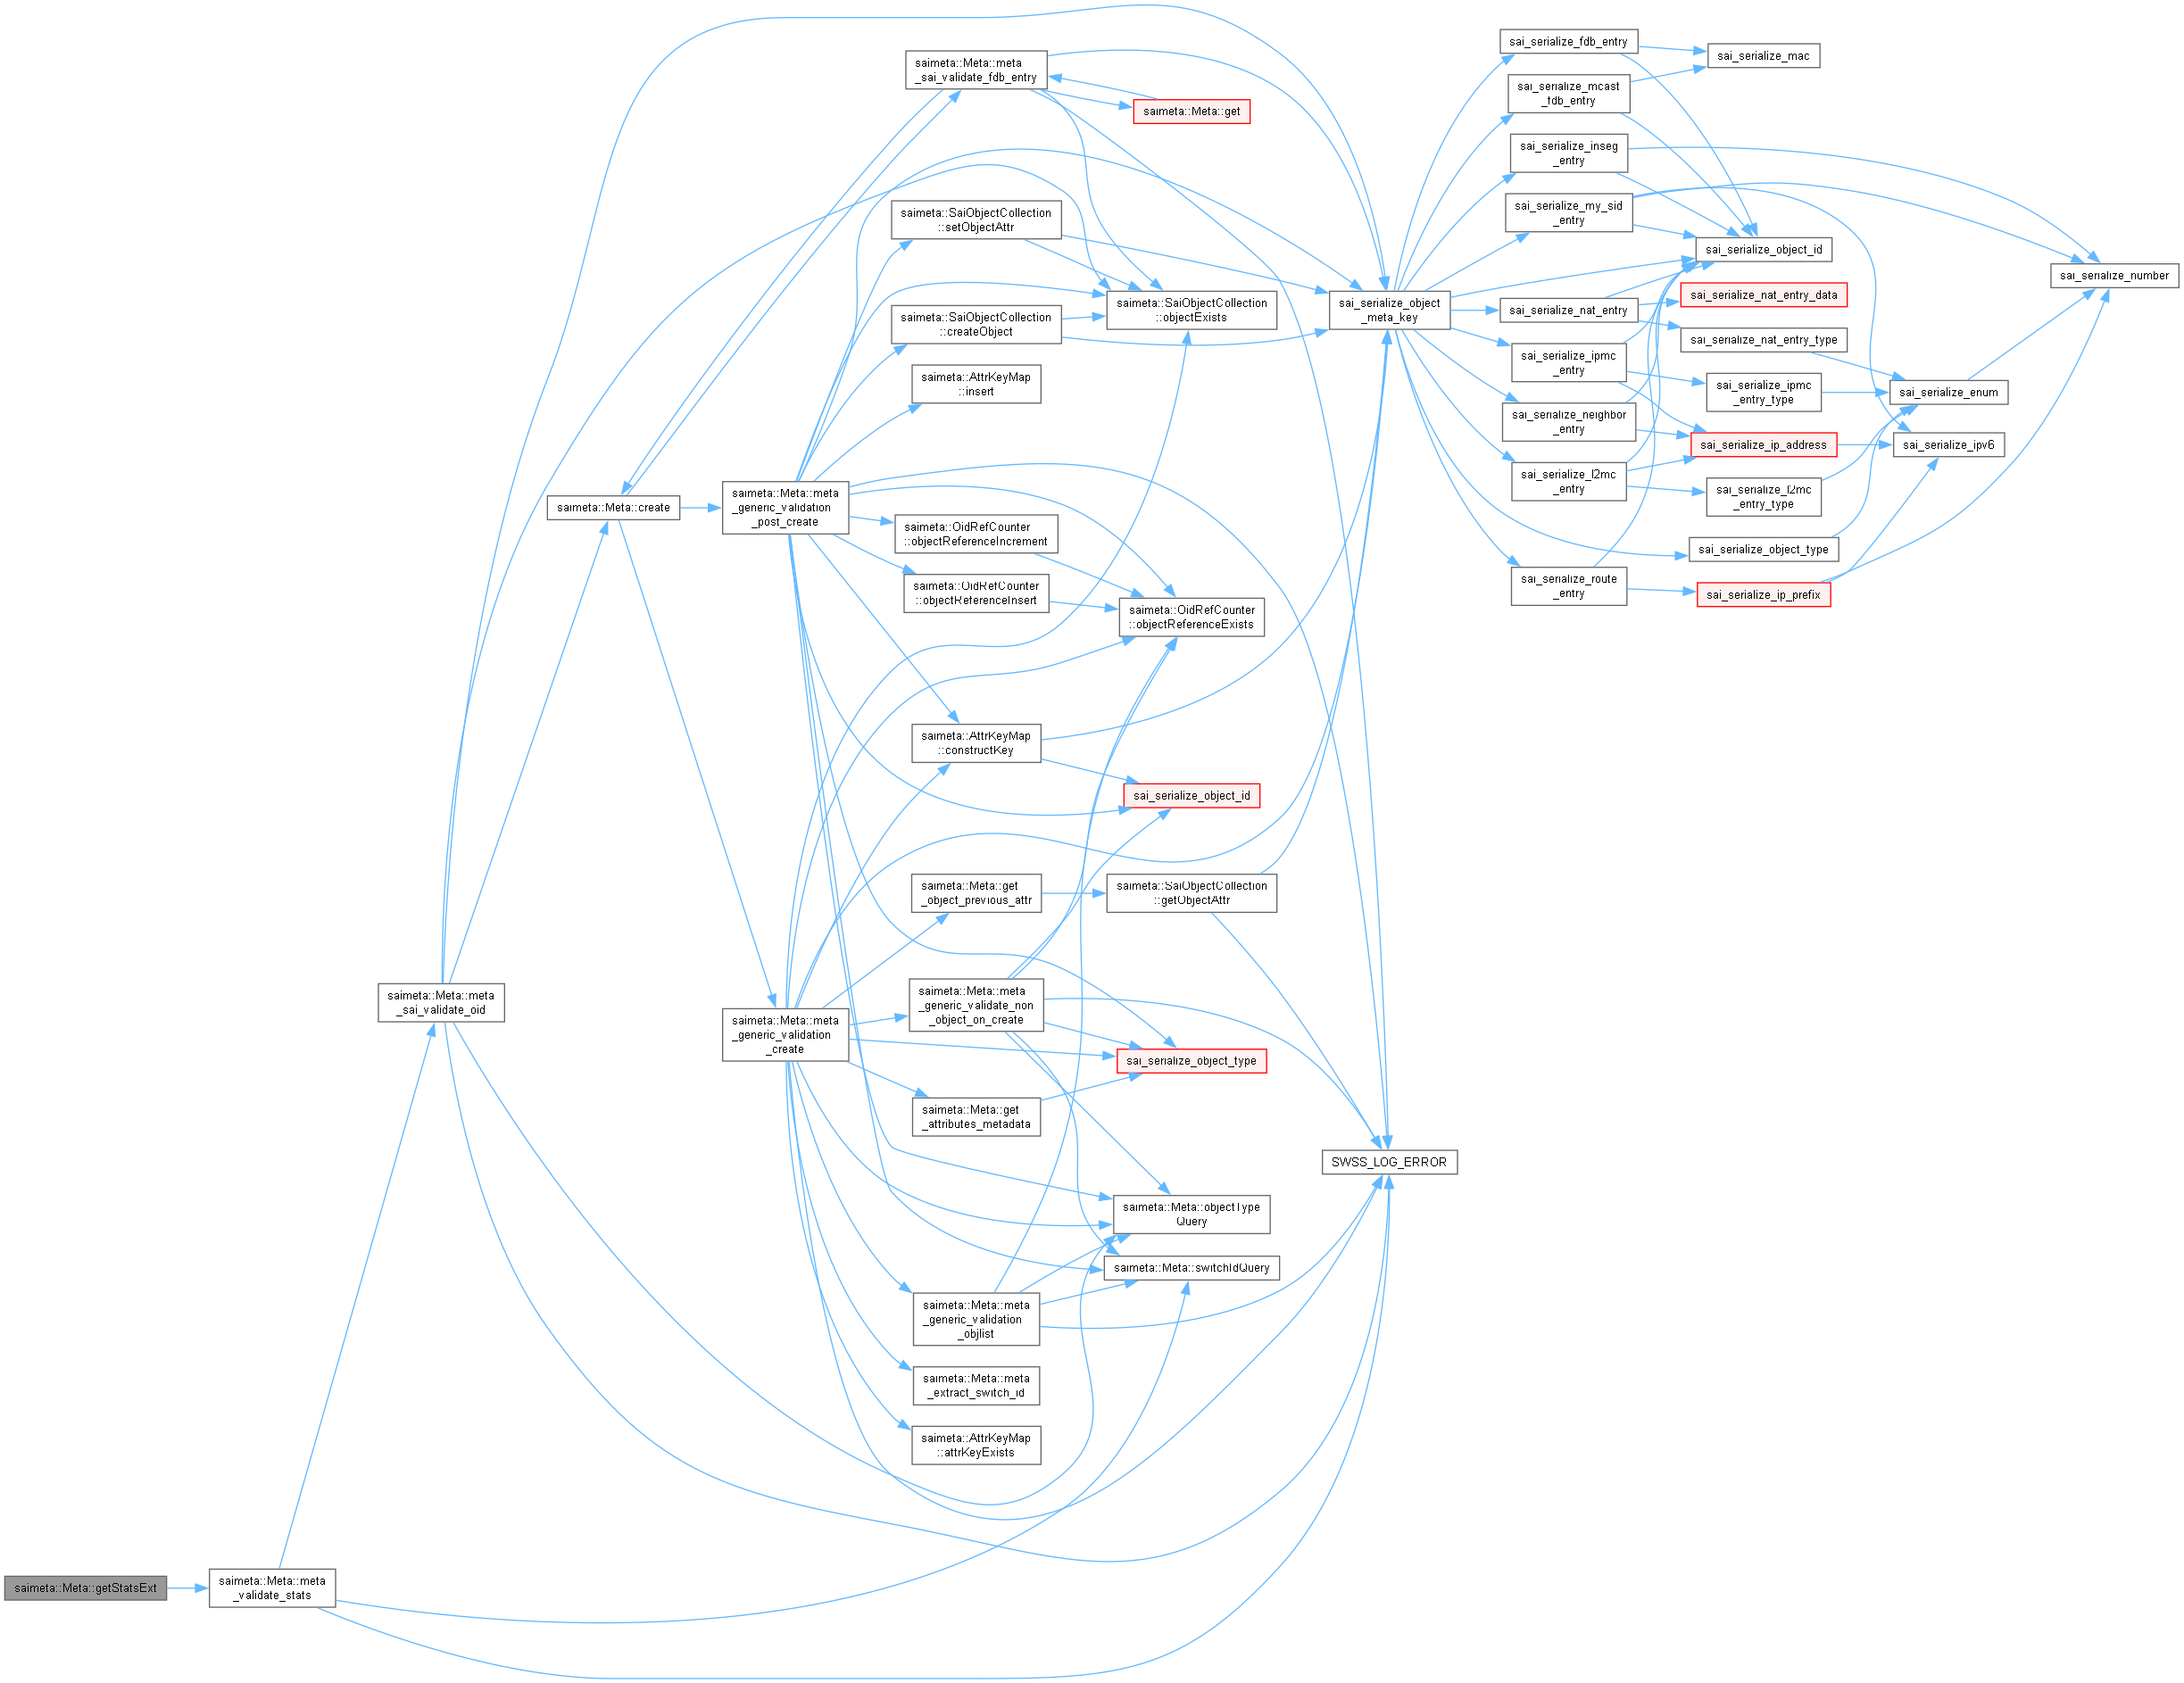 saimeta::Meta::getStatsExt
saimeta::Meta::meta
_validate_stats
saimeta::Meta::meta
_sai_validate_oid
saimeta::Meta::create
saimeta::Meta::meta
_generic_validation
_post_create
saimeta::Meta::meta
_generic_validation
_create
saimeta::Meta::meta
_sai_validate_fdb_entry
saimeta::SaiObjectCollection
::setObjectAttr
saimeta::SaiObjectCollection
::createObject
saimeta::AttrKeyMap
::insert
saimeta::OidRefCounter
::objectReferenceIncrement
saimeta::OidRefCounter
::objectReferenceInsert
saimeta::AttrKeyMap
::constructKey
saimeta::Meta::get
_object_previous_attr
saimeta::Meta::meta
_generic_validate_non
_object_on_create
saimeta::Meta::get
_attributes_metadata
saimeta::Meta::meta
_generic_validation
_objlist
saimeta::Meta::meta
_extract_switch_id
saimeta::AttrKeyMap
::attrKeyExists
saimeta::Meta::get
saimeta::SaiObjectCollection
::objectExists
saimeta::OidRefCounter
::objectReferenceExists
sai_serialize_object_id
saimeta::SaiObjectCollection
::getObjectAttr
sai_serialize_object_type
saimeta::Meta::objectType
Query
saimeta::Meta::switchIdQuery
sai_serialize_object
_meta_key
SWSS_LOG_ERROR
sai_serialize_fdb_entry
sai_serialize_mcast
_fdb_entry
sai_serialize_inseg
_entry
sai_serialize_my_sid
_entry
sai_serialize_nat_entry
sai_serialize_ipmc
_entry
sai_serialize_neighbor
_entry
sai_serialize_l2mc
_entry
sai_serialize_route
_entry
sai_serialize_mac
sai_serialize_object_id
sai_serialize_nat_entry_data
sai_serialize_nat_entry_type
sai_serialize_ipmc
_entry_type
sai_serialize_ip_address
sai_serialize_l2mc
_entry_type
sai_serialize_object_type
sai_serialize_ip_prefix
sai_serialize_enum
sai_serialize_ipv6
sai_serialize_number